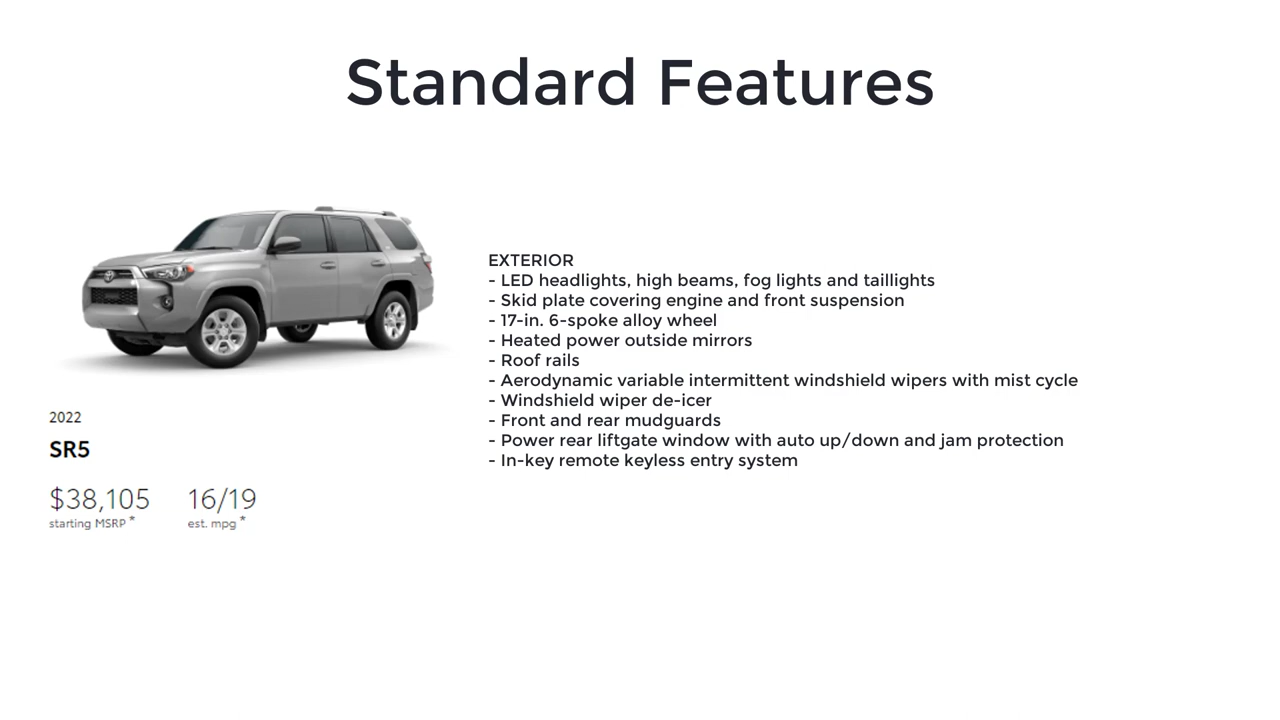 Standard Features
2022
SR5
$38,105 16/19
starting MSRP * est. mpg *
EXTERIOR
- LED headlights, high beams, fog lights and taillights
- Skid plate covering engine and front suspension
- 17-in. 6-spoke alloy wheel
- Heated power outside mirrors
- Roof rails
- Aerodynamic variable intermittent windshield wipers with mist cycle
- Windshield wiper de-icer
- Front and rear mudguards
- Power rear liftgate window with auto up/down and jam protection
- In-key remote keyless entry system